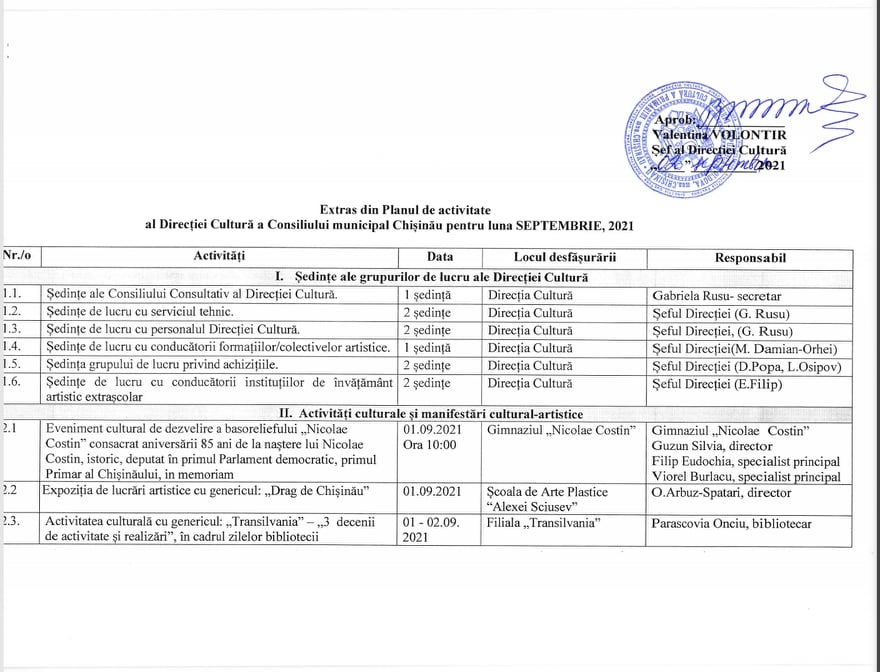 Aprob:
Valentina VOLONTIR
Șef al Direcției Cultură
„02” septembrie 2021
Extras din Planul de activitate
al Direcției Cultură a Consiliului municipal Chișinău pentru luna SEPTEMBRIE, 2021
Nr./o Activități Data Locul desfășurării Responsabil
I. Ședințe ale grupurilor de lucru ale Direcției Cultură
1.1. Ședințe ale Consiliului Consultativ al Direcției Cultură. 1 ședință Direcția Cultură Gabriela Rusu- secretar
1.2. Ședințe de lucru cu serviciul tehnic. 2 ședințe Direcția Cultură Șeful Direcției (G. Rusu)
1.3. Ședințe de lucru cu personalul Direcției Cultură. 2 ședințe Direcția Cultură Șeful Direcției, (G. Rusu)
1.4. Ședințe de lucru cu conducătorii formațiilor/colectivelor artistice. 1 ședință Direcția Cultură Șeful Direcției(M. Damian-Orhei)
1.5. Ședința grupului de lucru privind achizițiile. 2 ședințe Direcția Cultură Șeful Direcției (D.Popa, L.Osipov)
1.6. Ședințe de lucru cu conducătorii instituțiilor de învățământ 2 ședințe Direcția Cultură Șeful Direcției (E.Filip)
artistic extrașcolar
II. Activități culturale și manifestări cultural-artistice
2.1 Eveniment cultural de dezvelire a basoreliefului „Nicolae 01.09.2021 Gimnaziul „Nicolae Costin” Gimnaziul „Nicolae Costin”
Costin” consacrat aniversării 85 ani de la naștere lui Nicolae Ora 10:00 Guzun Silvia, director
Costin, istoric, deputat în primul Parlament democratic, primul Filip Eudochia, specialist principal
Primar al Chișinăului, in memoriam Viorel Burlacu, specialist principal
2.2 Expoziția de lucrări artistice cu genericul: „Drag de Chișinău” 01.09.2021 Școala de Arte Plastice O.Arbuz-Spatari, director
“Alexei Sciusev”
2.3. Activitatea culturală cu genericul: „Transilvania” – „3 decenii 01 - 02.09. Filiala „Transilvania” Parascovia Onciu, bibliotecar
de activitate și realizări”, în cadrul zilelor bibliotecii 2021